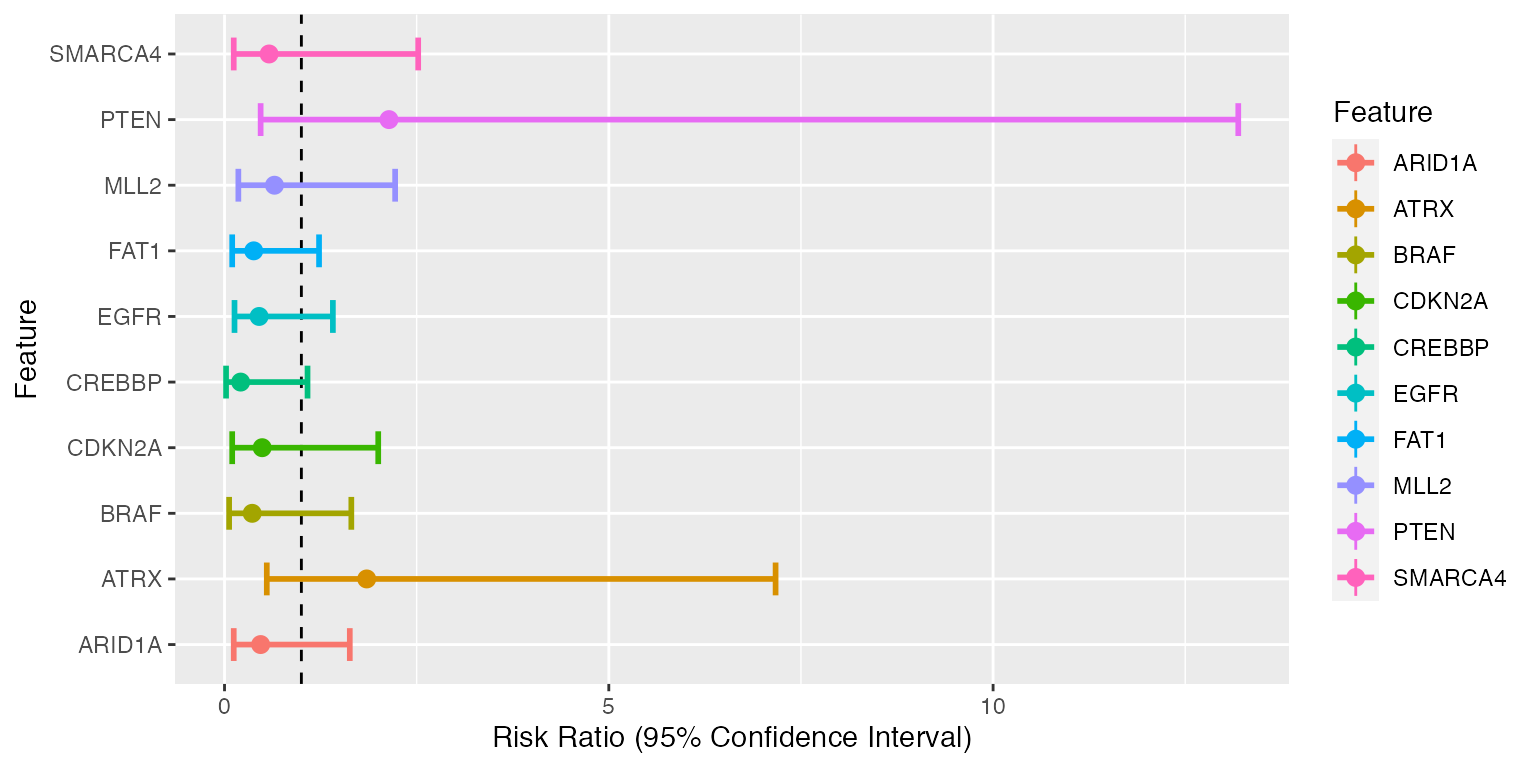 SMARCA4
PTEN
MLL2
FAT1
EGFR
CREBBP
CDKN2A
BRAF
ATRX
ARID1A
Feature
0 5 10
Risk Ratio (95% Confidence Interval)
Feature
ARID1A
ATRX
BRAF
CDKN2A
CREBBP
EGFR
FAT1
MLL2
PTEN
SMARCA4